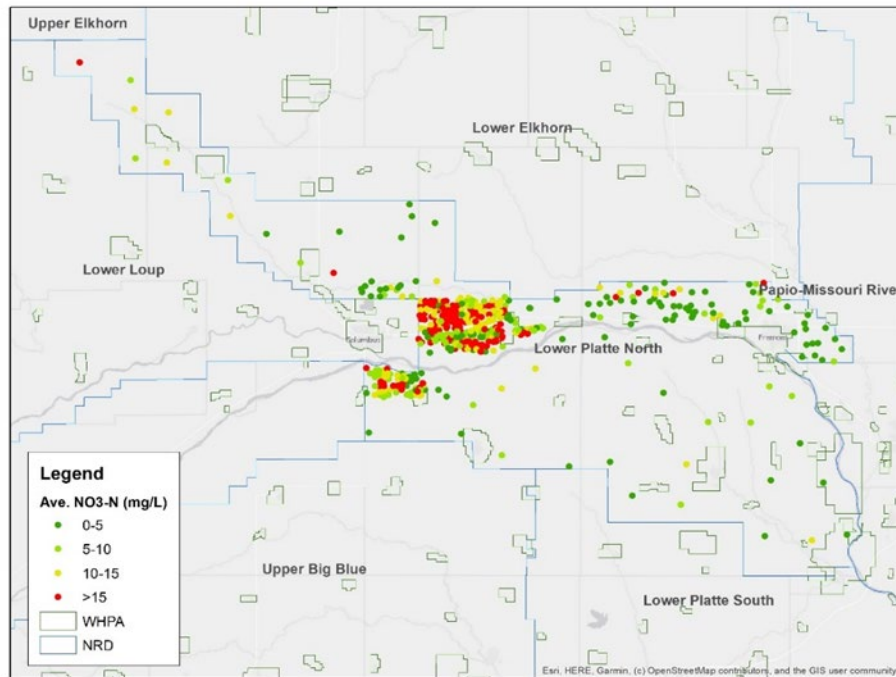 Upper Elkhorn
Lower Elkhorn
Lower Loup
Papio-Missouri Rive
Columbus
Fremont
Lower Platte North
Legend
Ave. NO3-N (mg/L)
0-5
5-10
10-15
>15
WHPA
NRD
Upper Big Blue
Lower Platte South
Esri, HERE, Garmin, (c) OpenStreetMap contributors, and the GIS user community